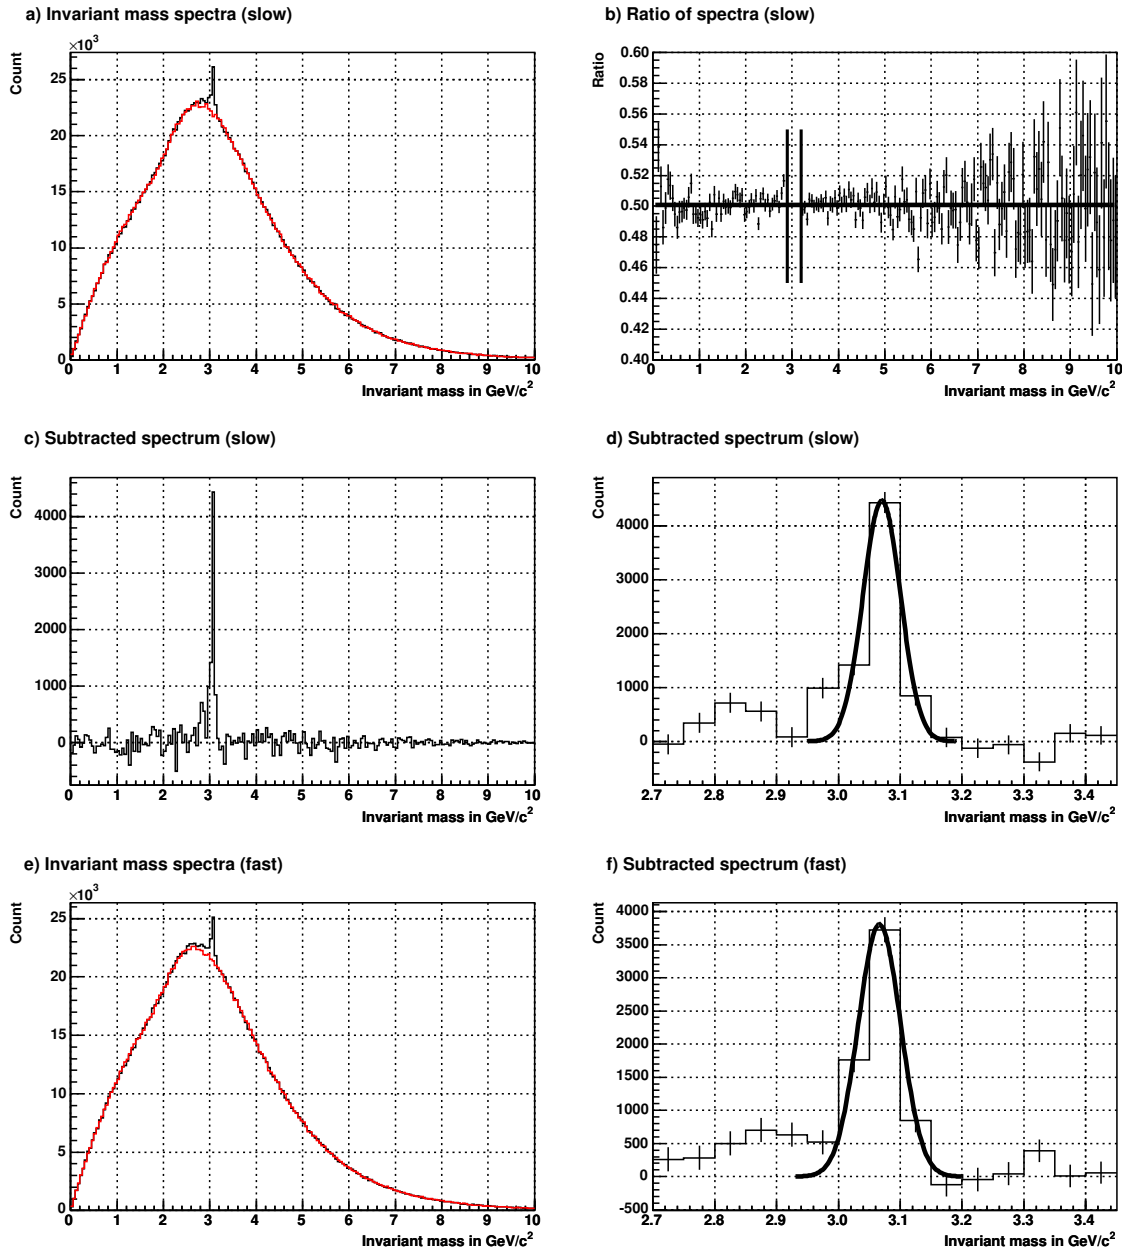 a) Invariant mass spectra (slow)
×10³
Count
25
20
15
10
5
0
0 1 2 3 4 5 6 7 8 9 10
Invariant mass in GeV/c²
b) Ratio of spectra (slow)
Ratio
0.60
0.58
0.56
0.54
0.52
0.50
0.48
0.46
0.44
0.42
0.40
0 1 2 3 4 5 6 7 8 9 10
Invariant mass in GeV/c²
c) Subtracted spectrum (slow)
Count
4000
3000
2000
1000
0
0 1 2 3 4 5 6 7 8 9 10
Invariant mass in GeV/c²
d) Subtracted spectrum (slow)
Count
4000
3000
2000
1000
0
2.7 2.8 2.9 3.0 3.1 3.2 3.3 3.4
Invariant mass in GeV/c²
e) Invariant mass spectra (fast)
×10³
Count
25
20
15
10
5
0
0 1 2 3 4 5 6 7 8 9 10
Invariant mass in GeV/c²
f) Subtracted spectrum (fast)
Count
4000
3500
3000
2500
2000
1500
1000
500
0
-500
2.7 2.8 2.9 3.0 3.1 3.2 3.3 3.4
Invariant mass in GeV/c²